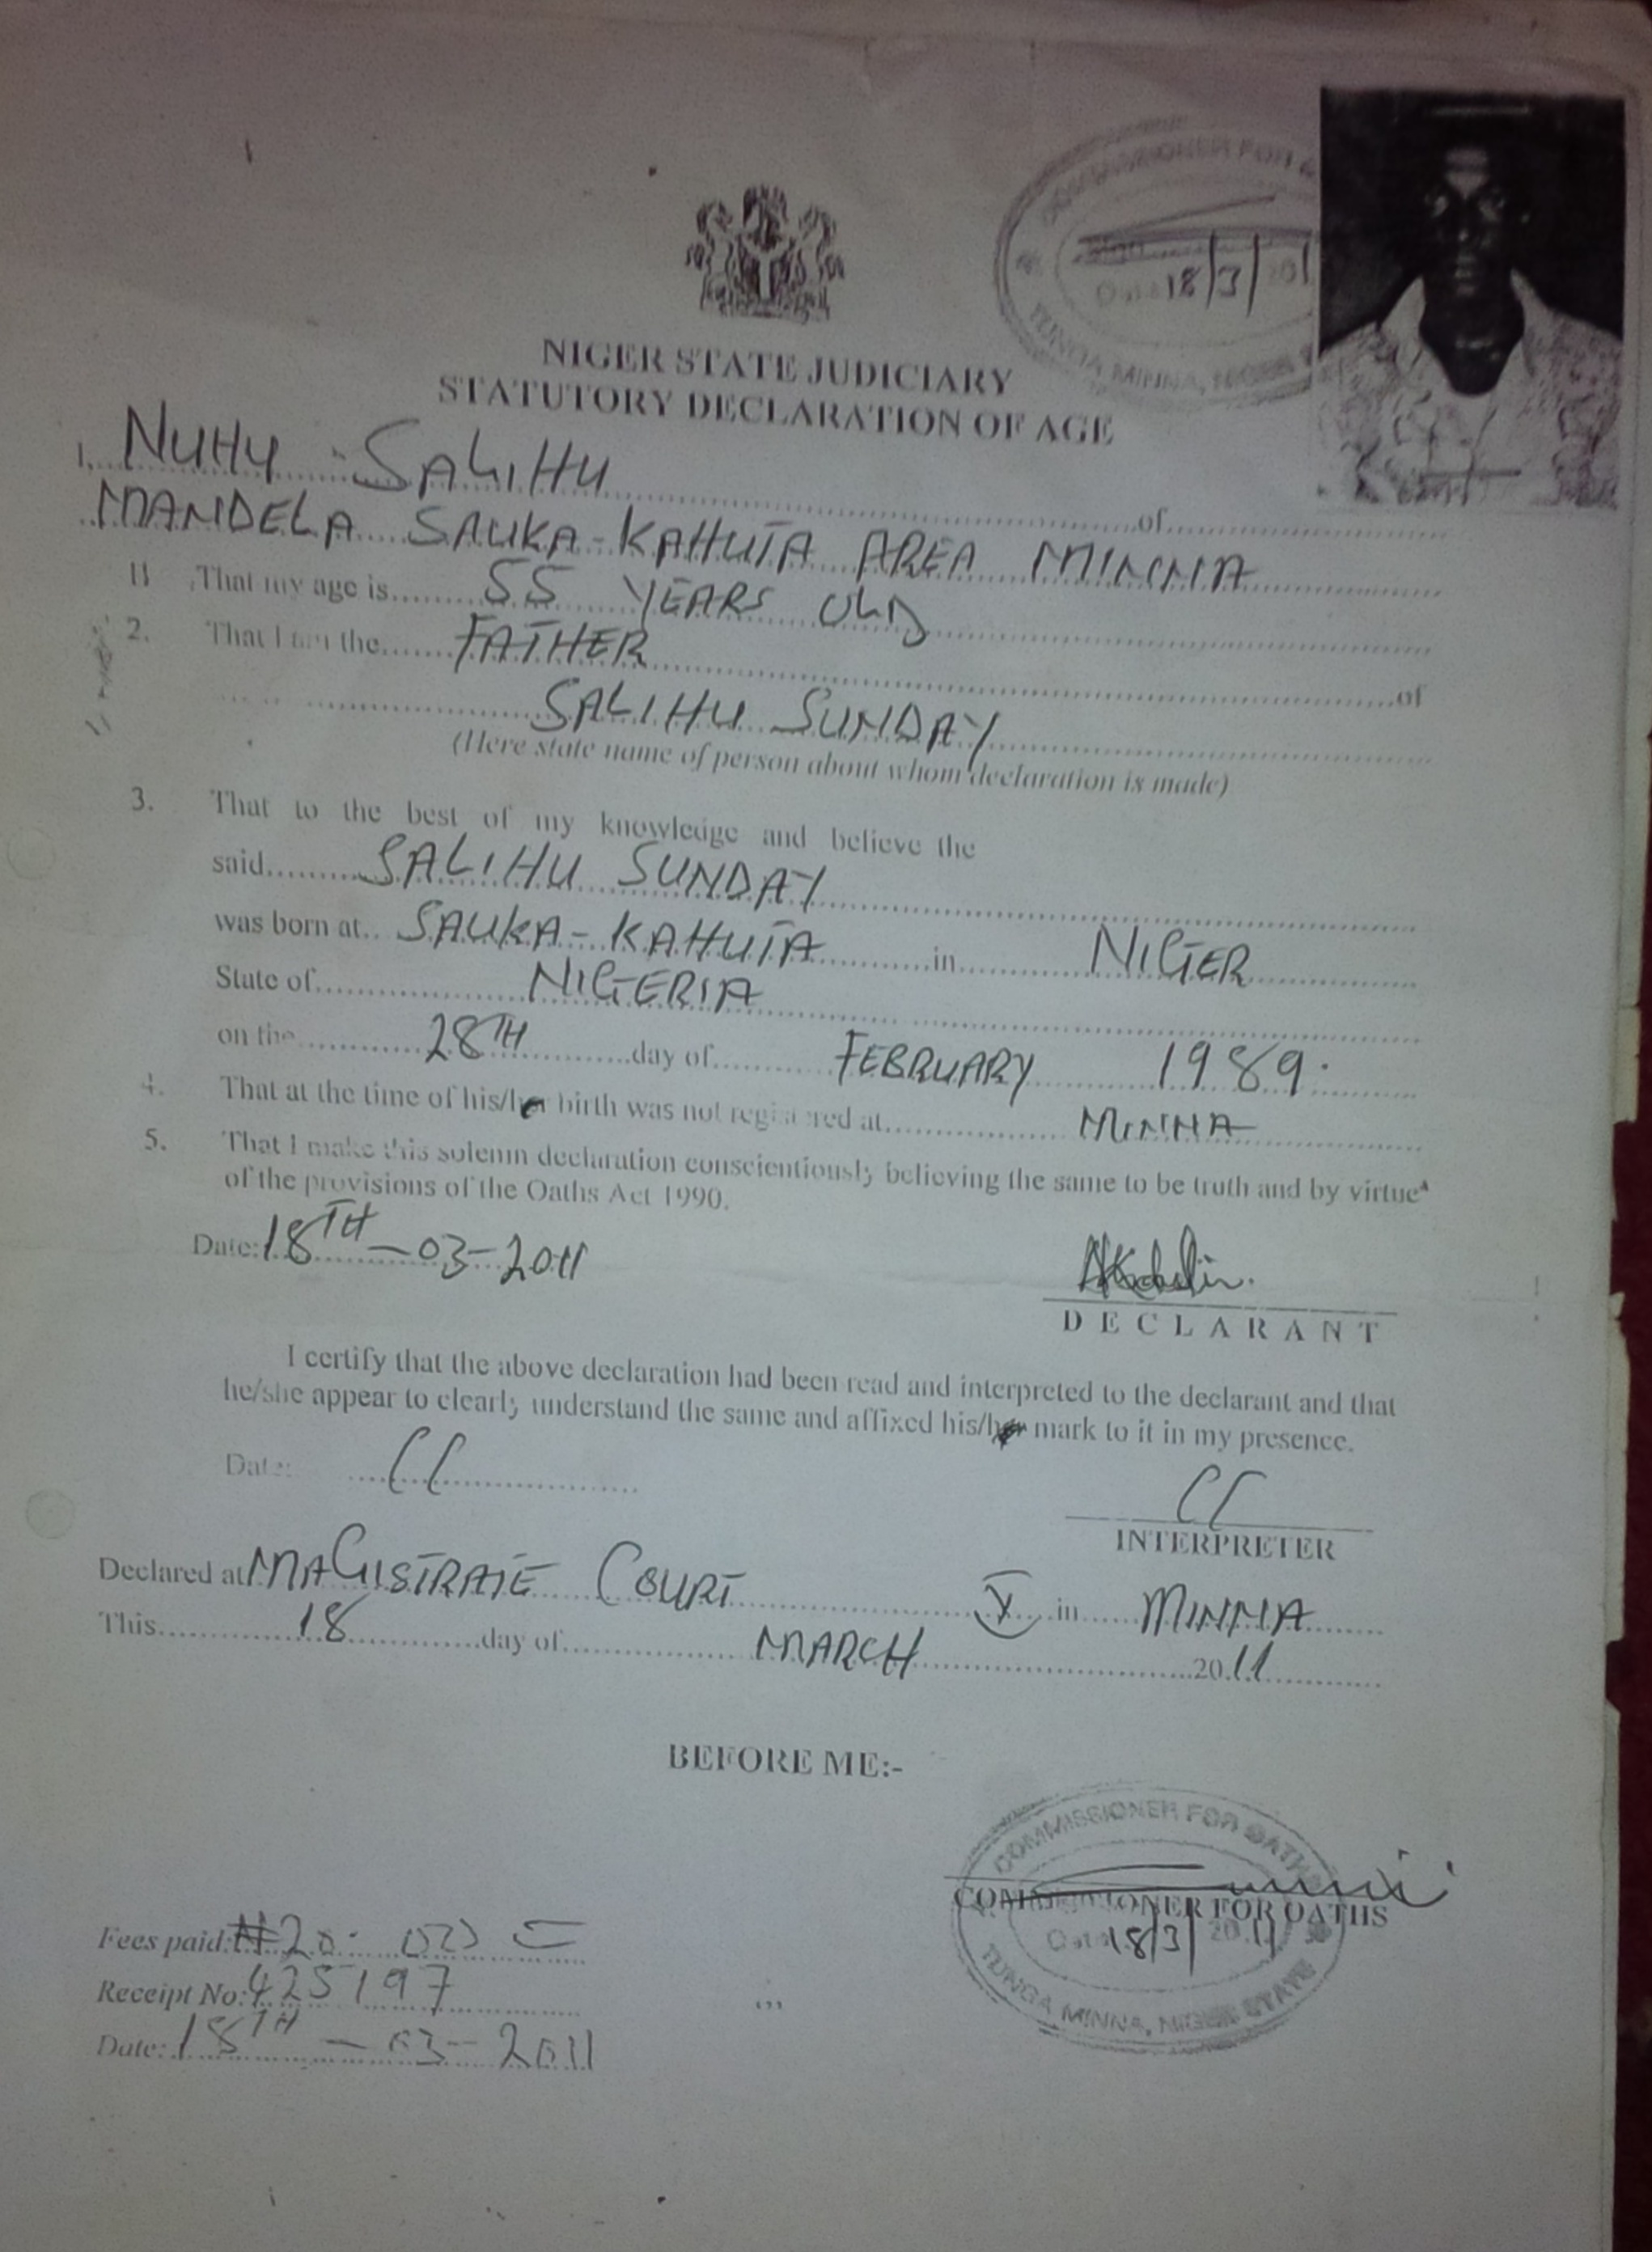 COMMISSIONER FOR
Sign
Date 18/3/201
TUNGA MINNA, NIGER
NIGER STATE JUDICIARY
STATUTORY DECLARATION OF AGE
I, NUHU SALIHU of
MANDELA SAUKA-KAHUTA AREA MINNA
11 That my age is 55 YEARS OLD
2. That I am the FATHER of
SALIHU SUNDAY
(Here state name of person about whom declaration is made)
3. That to the best of my knowledge and believe the
said SALIHU SUNDAY
was born at SAUKA-KAHUTA in NIGER
State of NIGERIA
on the 28TH day of FEBRUARY 1989.
4. That at the time of his/her birth was not registered at MINNA
5. That I make this solemn declaration conscientiously believing the same to be truth and by virtue
of the provisions of the Oaths Act 1990.
Date: 18TH-03-2011
DECLARANT
I certify that the above declaration had been read and interpreted to the declarant and that
he/she appear to clearly understand the same and affixed his/her mark to it in my presence.
Date:
INTERPRETER
Declared at MAGISTRATE COURT V in MINNA
This 18 day of MARCH 2011
BEFORE ME:-
COMMISSIONER FOR OATHS
COMMISSIONER FOR OATHS
Date 18/3/2011
TUNGA MINNA, NIGER STATE
Fees paid: ₦20: 00
Receipt No: 425197
Date: 18TH - 03 - 2011